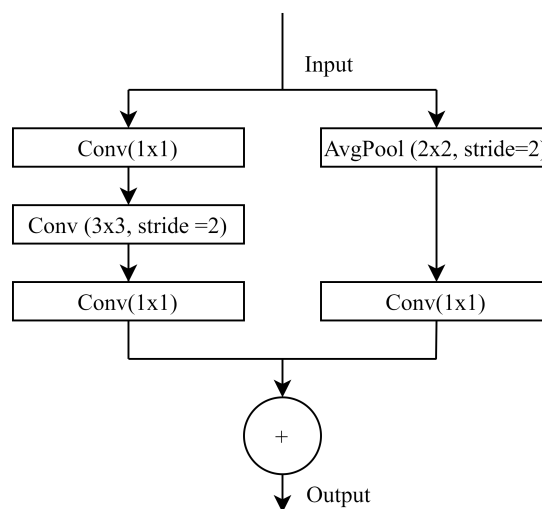 Input
Conv(1x1)
AvgPool (2x2, stride=2)
Conv (3x3, stride =2)
Conv(1x1)
Conv(1x1)
+
Output